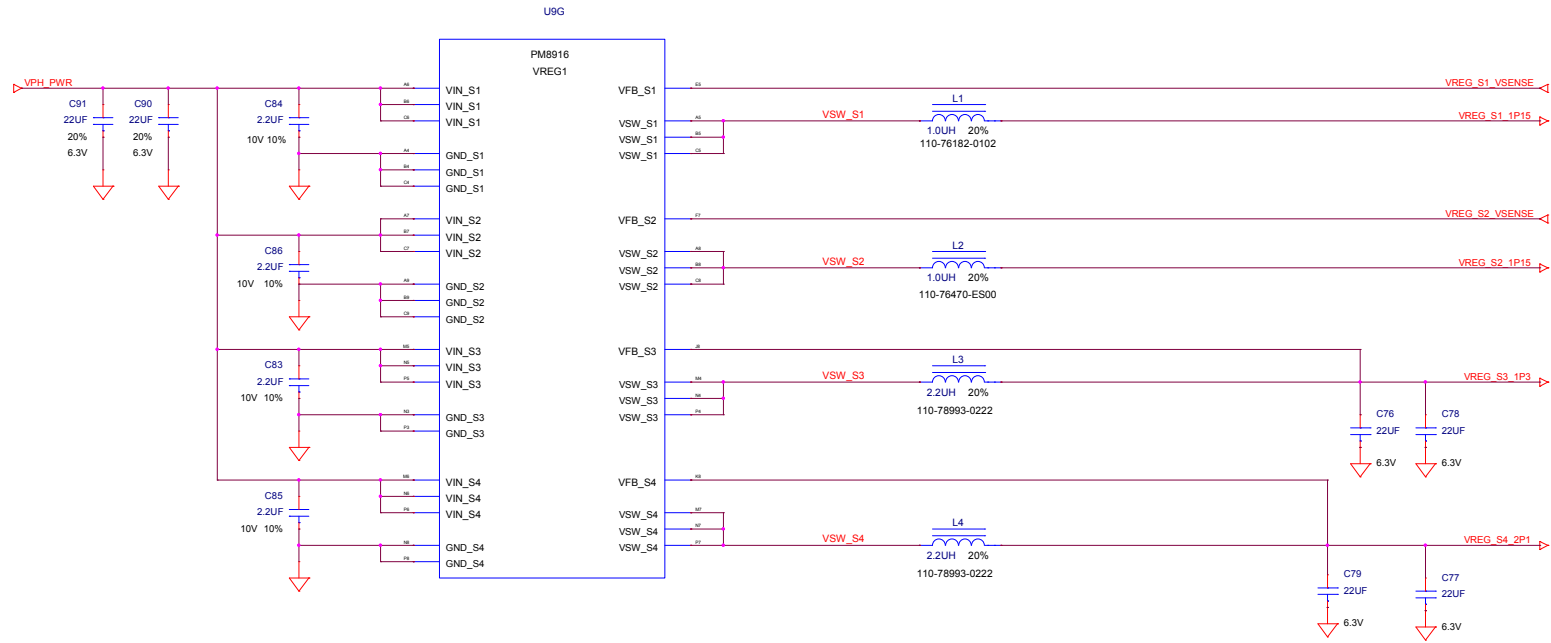 U9G
PM8916
VREG1
VPH_PWR
C91
22UF
20%
6.3V
C90
22UF
20%
6.3V
C84
2.2UF
10V 10%
VIN_S1
VIN_S1
VIN_S1
GND_S1
GND_S1
GND_S1
VFB_S1
VSW_S1
VSW_S1
VSW_S1
VSW_S1
L1
1.0UH 20%
110-76182-0102
VREG_S1_VSENSE
VREG_S1_1P15
C86
2.2UF
10V 10%
VIN_S2
VIN_S2
VIN_S2
GND_S2
GND_S2
GND_S2
VFB_S2
VSW_S2
VSW_S2
VSW_S2
VSW_S2
L2
1.0UH 20%
110-76470-ES00
VREG_S2_VSENSE
VREG_S2_1P15
C83
2.2UF
10V 10%
VIN_S3
VIN_S3
VIN_S3
GND_S3
GND_S3
VFB_S3
VSW_S3
VSW_S3
VSW_S3
VSW_S3
L3
2.2UH 20%
110-78993-0222
VREG_S3_1P3
C76
22UF
6.3V
C78
22UF
6.3V
C85
2.2UF
10V 10%
VIN_S4
VIN_S4
VIN_S4
GND_S4
GND_S4
VFB_S4
VSW_S4
VSW_S4
VSW_S4
VSW_S4
L4
2.2UH 20%
110-78993-0222
VREG_S4_2P1
C79
22UF
6.3V
C77
22UF
6.3V